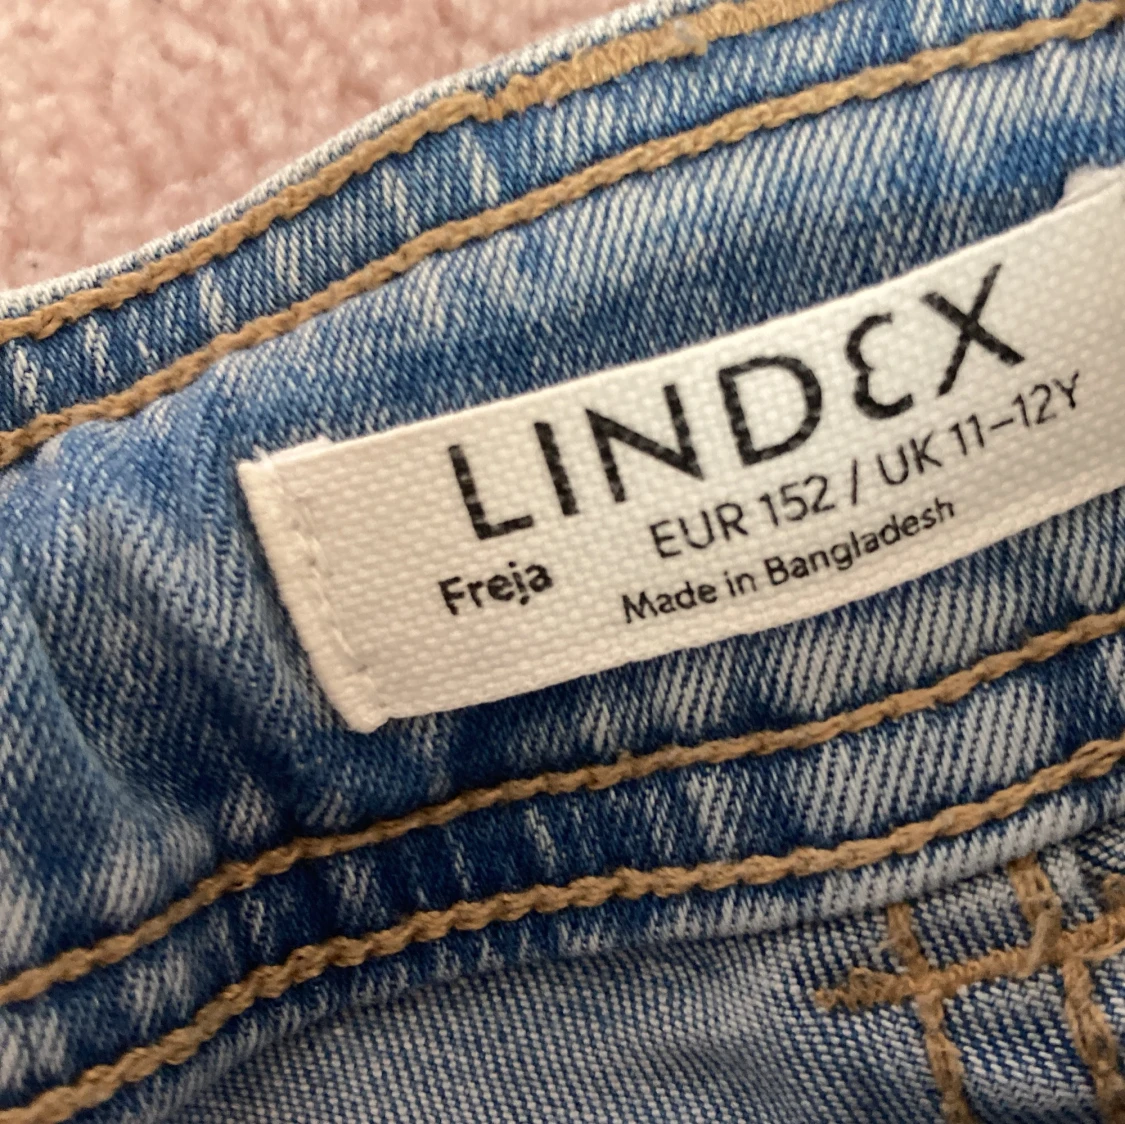 LINDEX
EUR 152 / UK 11–12Y
Freja
Made in Bangladesh